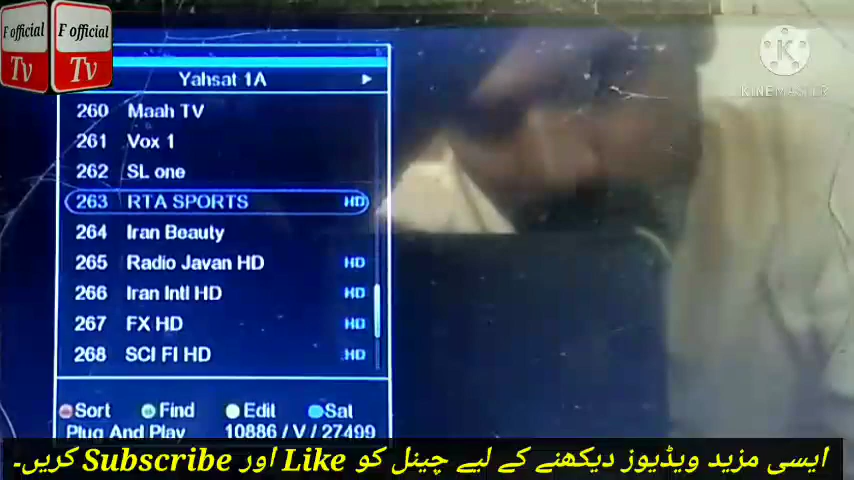 F official F official
Tv Tv
KINEMASTER
Yahsat 1A
260 Maah TV
261 Vox 1
262 SL one
263 RTA SPORTS HD
264 Iran Beauty
265 Radio Javan HD HD
266 Iran Intl HD HD
267 FX HD HD
268 SCI FI HD HD
Sort Find Edit Sat
Plug And Play 10886 / V / 27499
ایسی مزید ویڈیوز دیکھنے کے لیے چینل کو Like اور Subscribe کریں۔